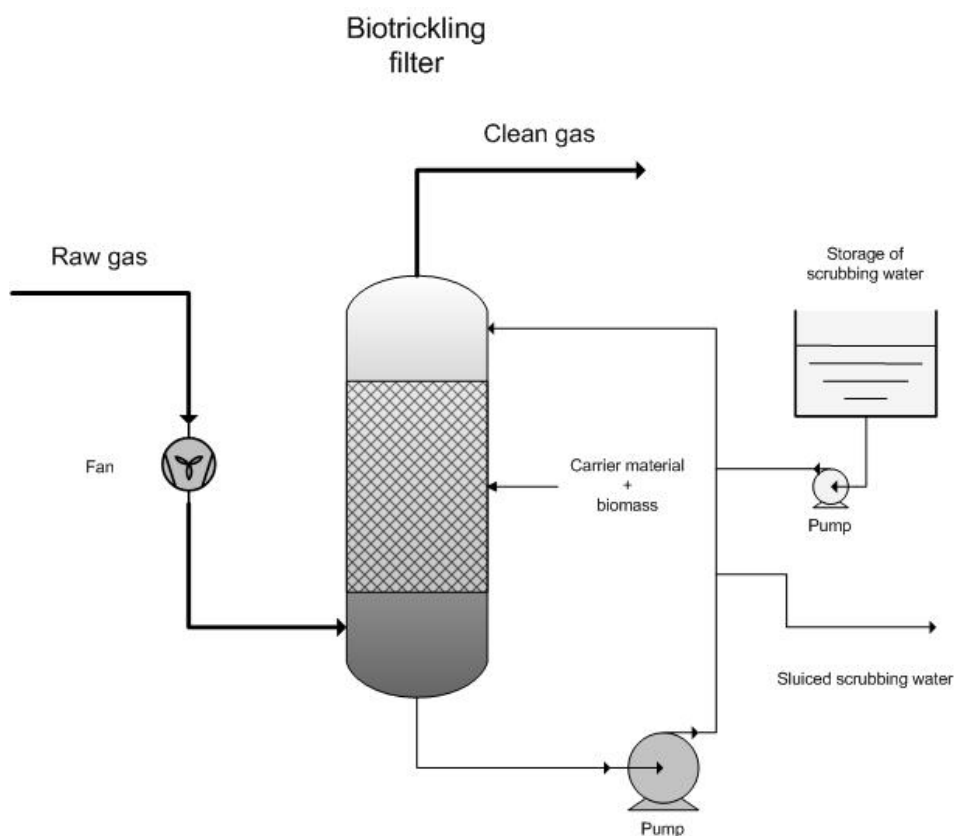 Biotrickling
filter
Clean gas
Raw gas
Storage of
scrubbing water
Fan
Carrier material
+
biomass
Pump
Sluiced scrubbing water
Pump